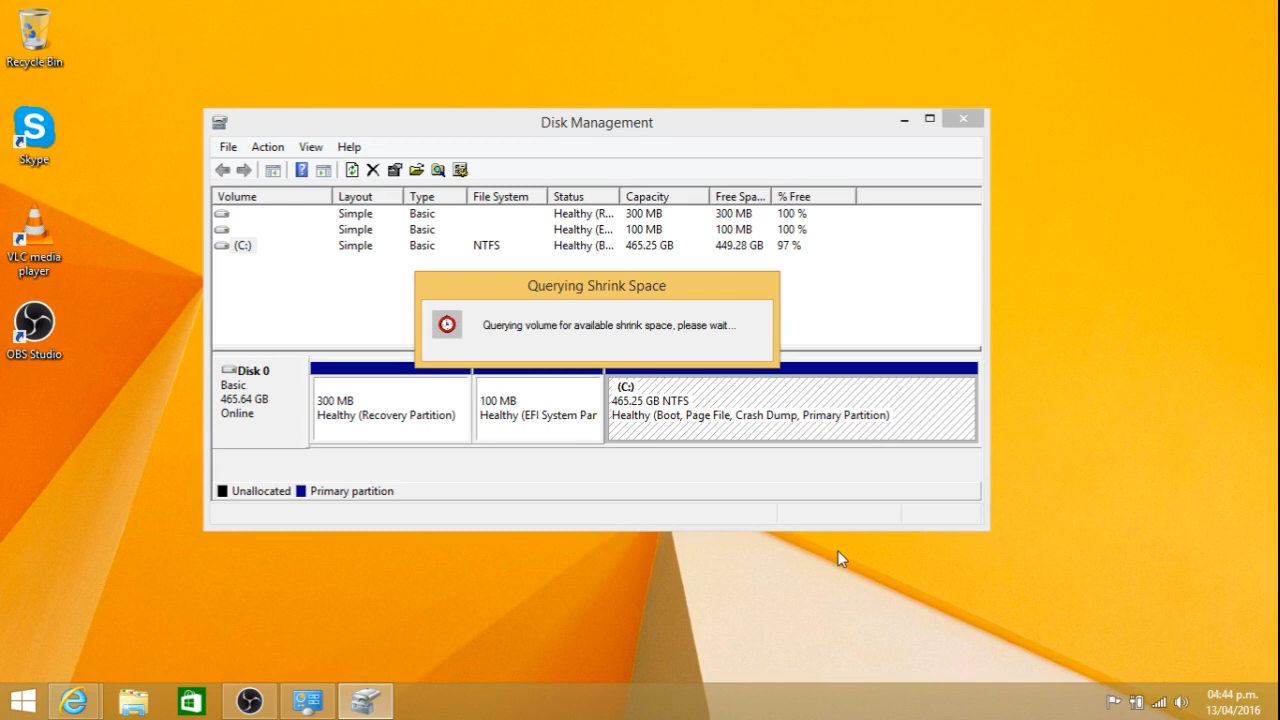 Recycle Bin
Skype
VLC media
player
OBS Studio
Disk Management
File Action View Help
Volume Layout Type File System Status Capacity Free Spa... % Free
Simple Basic Healthy (R... 300 MB 300 MB 100 %
Simple Basic Healthy (E... 100 MB 100 MB 100 %
(C:) Simple Basic NTFS Healthy (B... 465.25 GB 449.28 GB 97 %
Querying Shrink Space
Querying volume for available shrink space, please wait...
Disk 0
Basic
465.64 GB
Online
300 MB
Healthy (Recovery Partition)
100 MB
Healthy (EFI System Par
(C:)
465.25 GB NTFS
Healthy (Boot, Page File, Crash Dump, Primary Partition)
Unallocated Primary partition
04:44 p.m.
13/04/2016